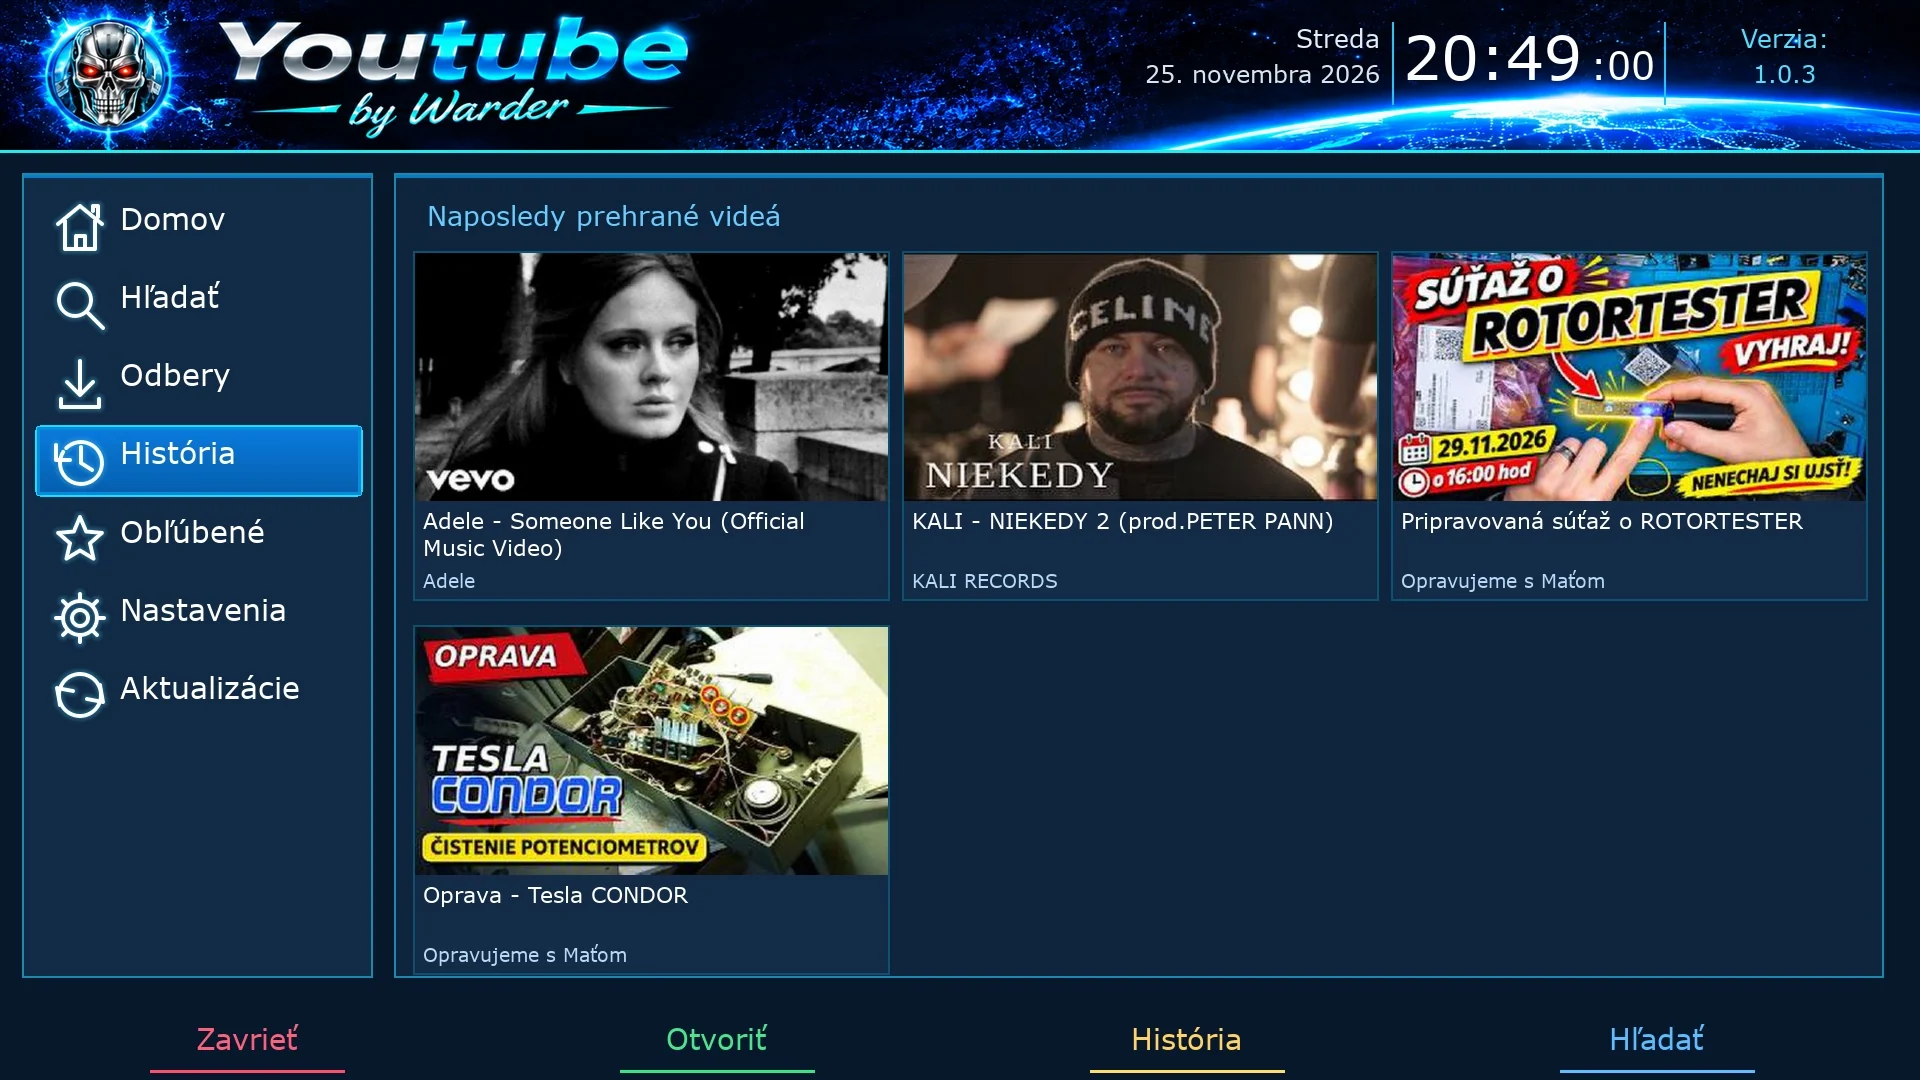 Youtube
by Warder
Streda
25. novembra 2026
20:49:00
Verzia:
1.0.3
Domov
Hľadať
Odbery
História
Obľúbené
Nastavenia
Aktualizácie
Naposledy prehrané videá
vevo
Adele - Someone Like You (Official
Music Video)
Adele
CELINE
KALI
NIEKEDY
KALI - NIEKEDY 2 (prod.PETER PANN)
KALI RECORDS
SÚŤAŽ O
ROTORTESTER
VYHRAJ!
29.11.2026
o 16:00 hod
NENECHAJ SI UJSŤ!
Pripravovaná súťaž o ROTORTESTER
Opravujeme s Maťom
OPRAVA
TESLA
CONDOR
ČISTENIE POTENCIOMETROV
Oprava - Tesla CONDOR
Opravujeme s Maťom
Zavrieť
Otvoriť
História
Hľadať